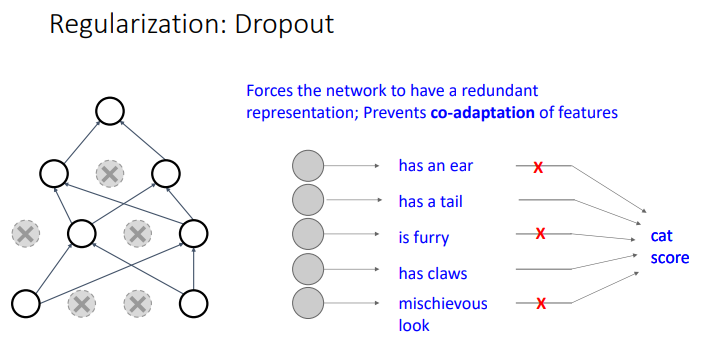 Regularization: Dropout
Forces the network to have a redundant
representation; Prevents co-adaptation of features
has an ear
X
has a tail
is furry
X
cat
score
has claws
mischievous
look
X